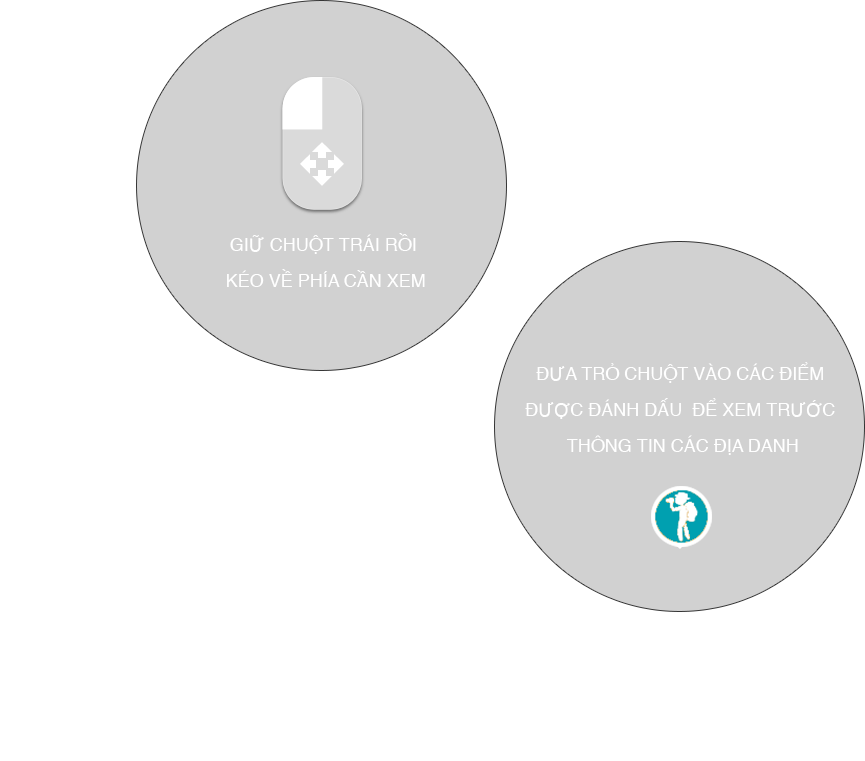 GIỮ CHUỘT TRÁI RỒI
KÉO VỀ PHÍA CẦN XEM
ĐƯA TRỎ CHUỘT VÀO CÁC ĐIỂM
ĐƯỢC ĐÁNH DẤU ĐỂ XEM TRƯỚC
THÔNG TIN CÁC ĐỊA DANH